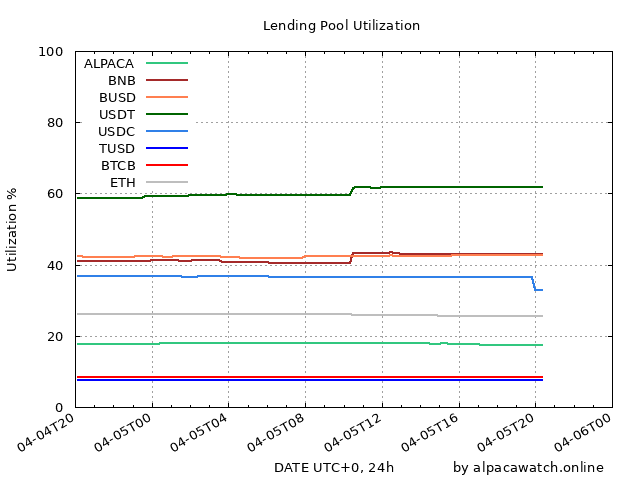 Lending Pool Utilization
100
80
60
40
20
0
Utilization %
ALPACA
BNB
BUSD
USDT
USDC
TUSD
BTCB
ETH
04-04T20
04-05T00
04-05T04
04-05T08
04-05T12
04-05T16
04-05T20
04-06T00
DATE UTC+0, 24h
by alpacawatch.online